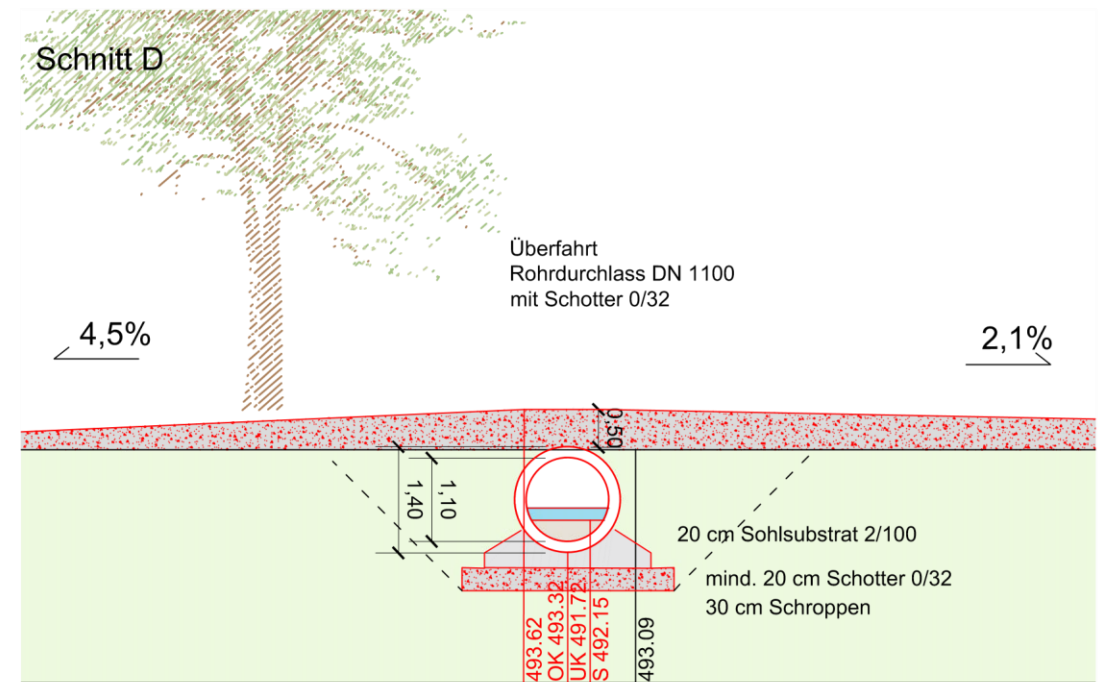 Schnitt D
Überfahrt
Rohrdurchlass DN 1100
mit Schotter 0/32
4,5%
2,1%
0,50
1,40
1,10
20 cm Sohlsubstrat 2/100
mind. 20 cm Schotter 0/32
30 cm Schroppen
493.62
OK 493.32
UK 491.72
S 492.15
493.09